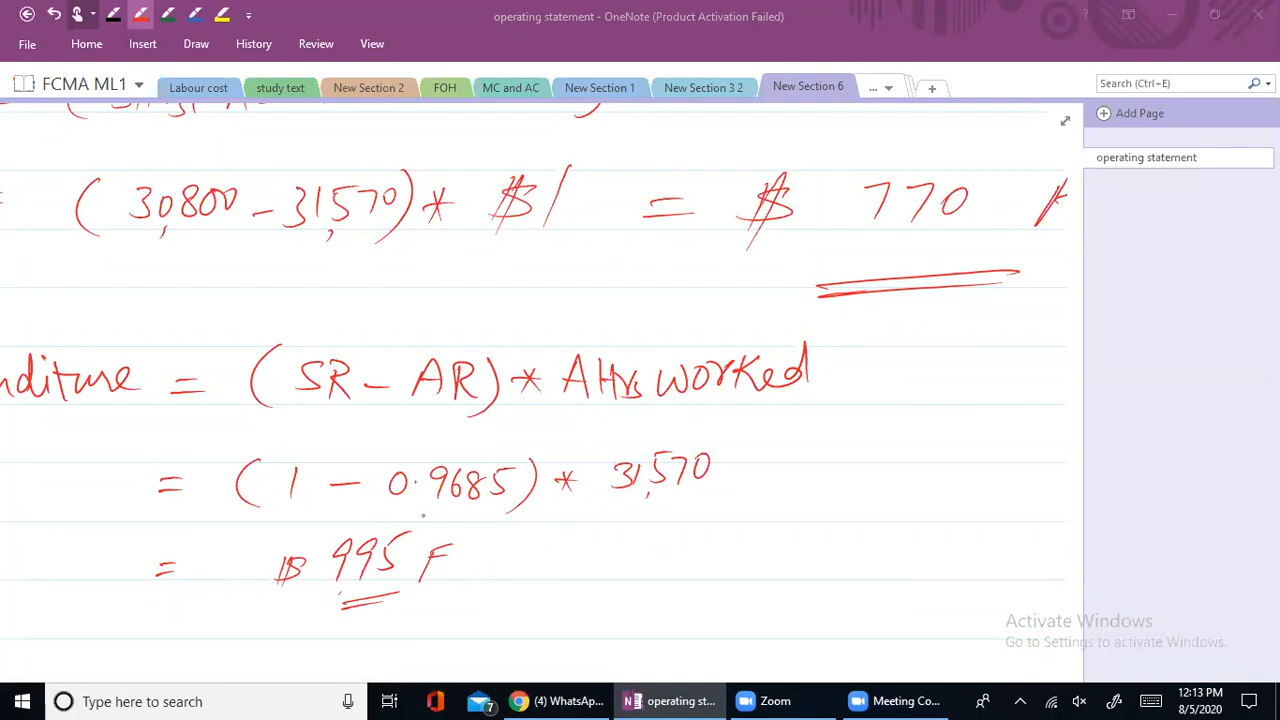 operating statement - OneNote (Product Activation Failed)
File Home Insert Draw History Review View
FCMA ML1
Labour cost study text New Section 2 FOH MC and AC New Section 1 New Section 3 2 New Section 6 ...
Search (Ctrl+E)
Add Page
operating statement
= (30,800 - 31,570) * $1 = $ 770
nditure = (SR - AR) * AHrs worked
= (1 - 0.9685) * 31,570
= $ 995 F
Activate Windows
Go to Settings to activate Windows.
Type here to search
7
(4) WhatsApp...
operating st...
Zoom
Meeting Co...
12:13 PM
8/5/2020